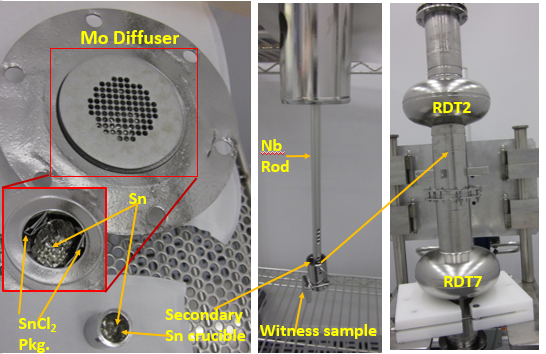 Mo Diffuser
Sn
SnCl₂
Pkg.
Nb
Rod
Secondary
Sn crucible
Witness sample
RDT2
RDT7